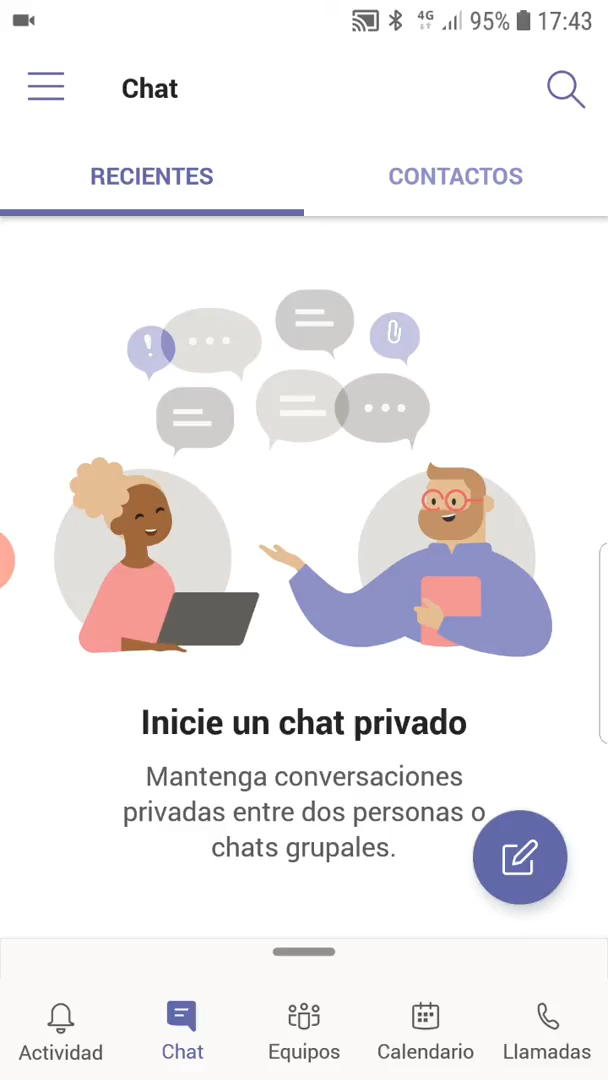 4G 95% 17:43
Chat
RECIENTES CONTACTOS
Inicie un chat privado
Mantenga conversaciones
privadas entre dos personas o
chats grupales.
Actividad Chat Equipos Calendario Llamadas